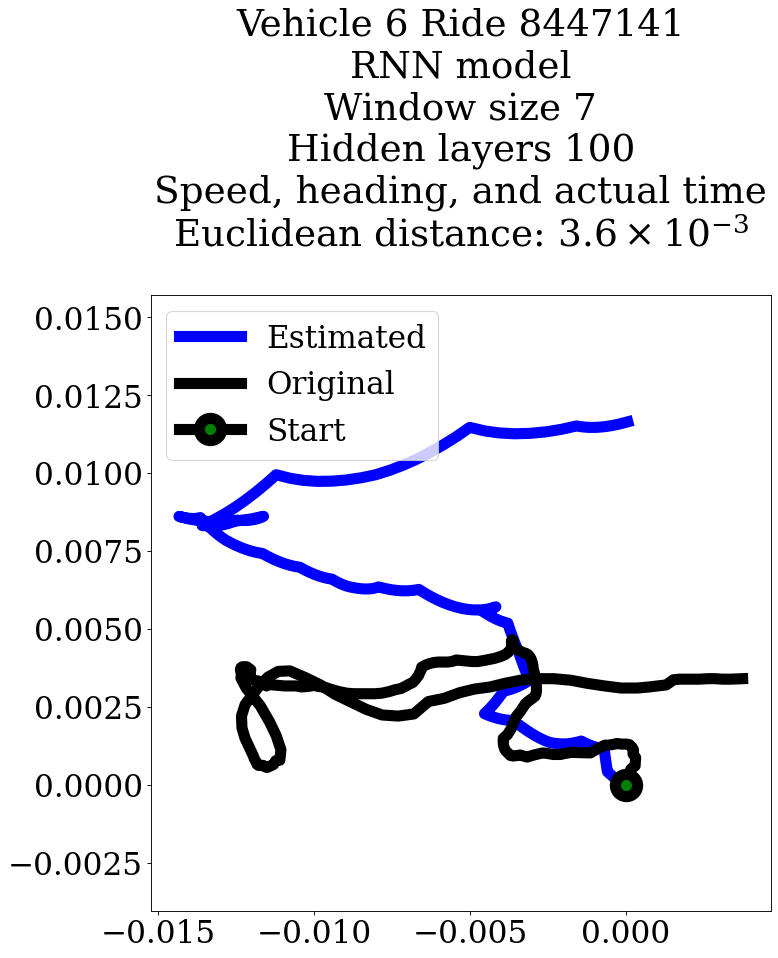 Vehicle 6 Ride 8447141
RNN model
Window size 7
Hidden layers 100
Speed, heading, and actual time
Euclidean distance: 3.6 × 10⁻³
Estimated
Original
Start
0.0150
0.0125
0.0100
0.0075
0.0050
0.0025
0.0000
−0.0025
−0.015 −0.010 −0.005 0.000